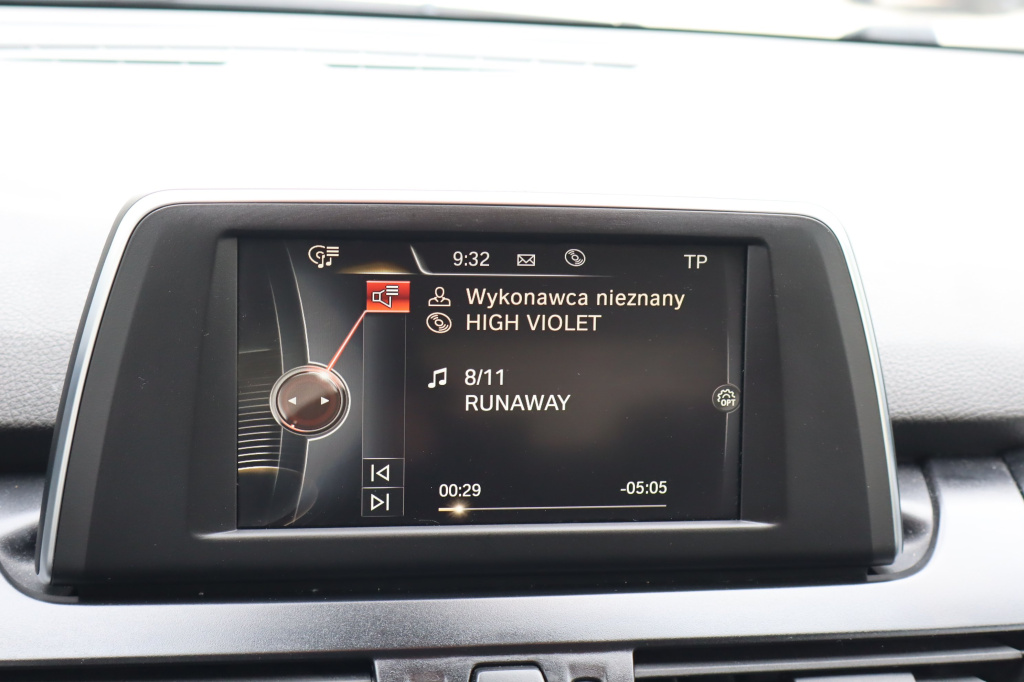 9:32
TP
Wykonawca nieznany
HIGH VIOLET
8/11
RUNAWAY
OPT
00:29 -05:05